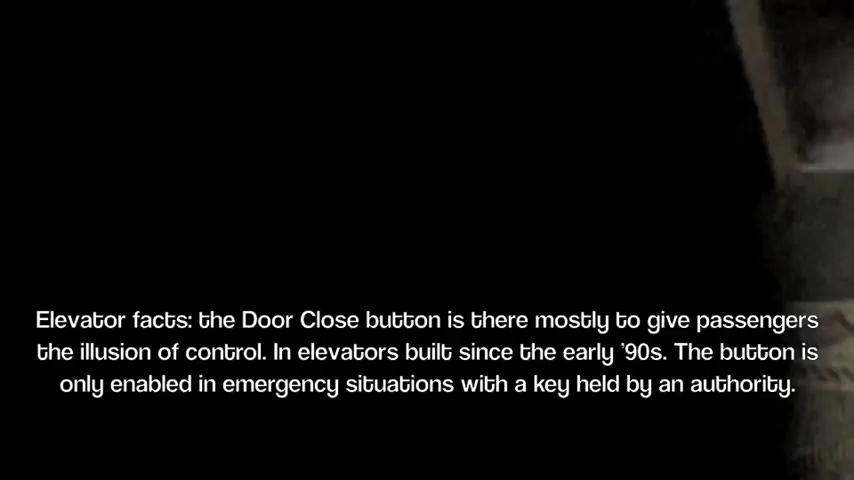 Elevator facts: the Door Close button is there mostly to give passengers
the illusion of control. In elevators built since the early '90s. The button is
only enabled in emergency situations with a key held by an authority.